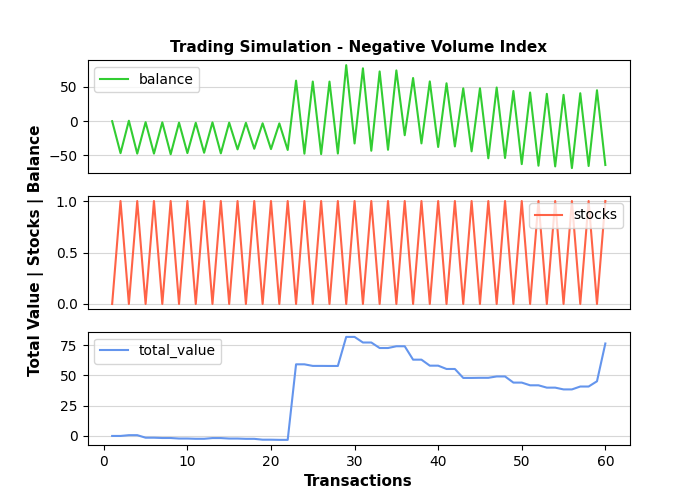 Trading Simulation - Negative Volume Index
Total Value | Stocks | Balance
balance
50
0
−50
stocks
1.0
0.5
0.0
total_value
75
50
25
0
0 10 20 30 40 50 60
Transactions